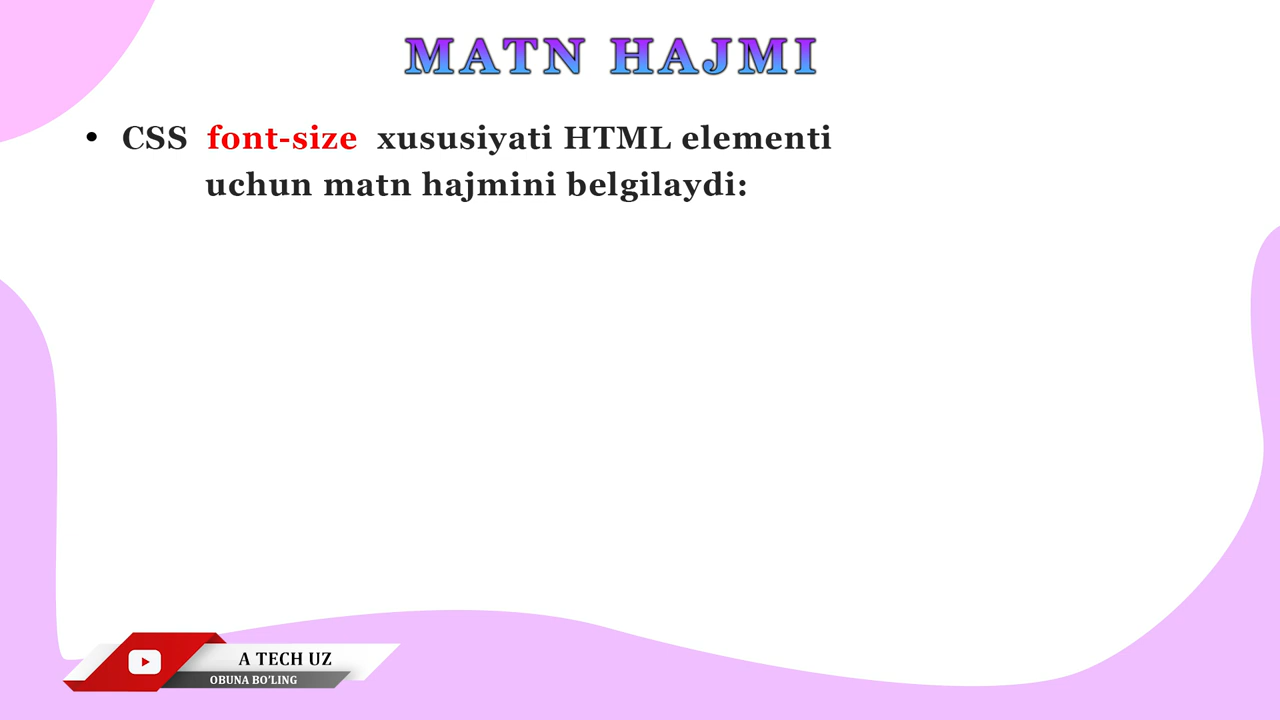 MATN HAJMI
• CSS font-size xususiyati HTML elementi
uchun matn hajmini belgilaydi:
A TECH UZ
OBUNA BO'LING